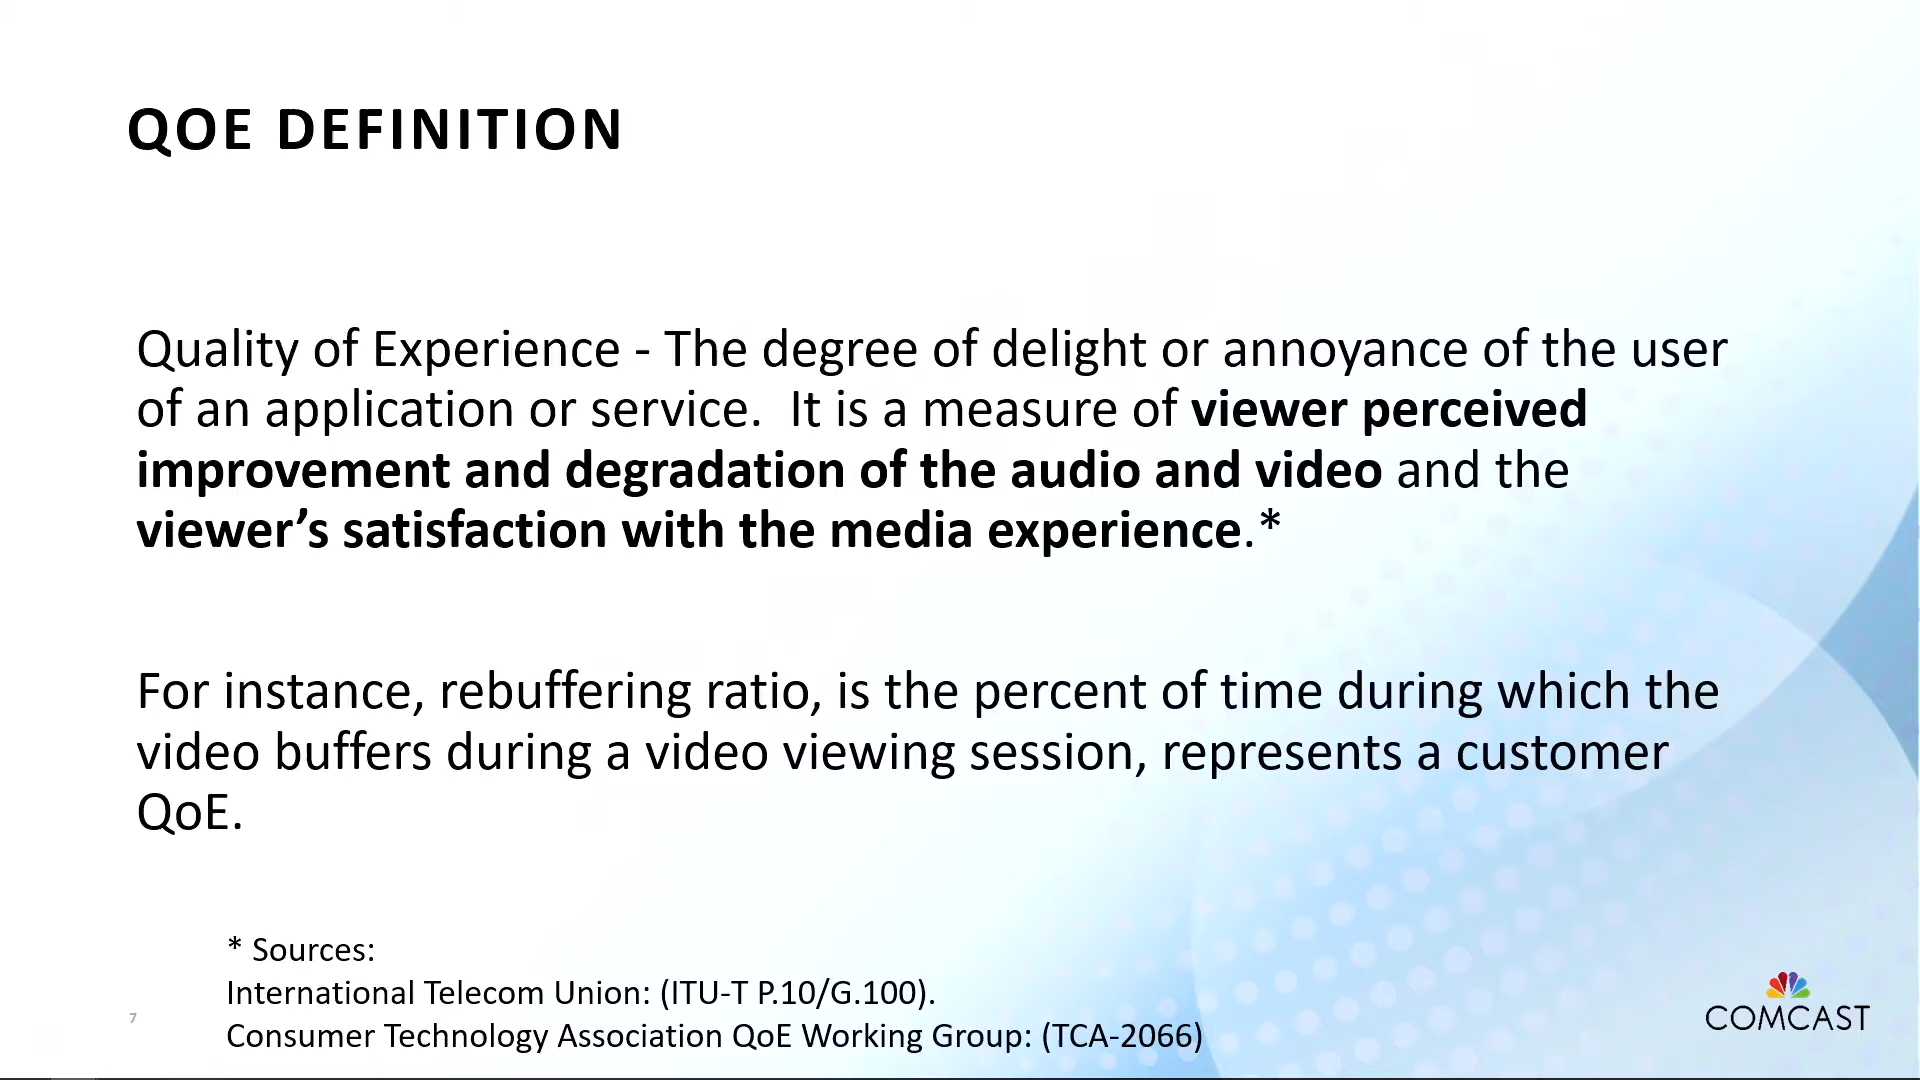 QOE DEFINITION
Quality of Experience - The degree of delight or annoyance of the user
of an application or service.  It is a measure of viewer perceived
improvement and degradation of the audio and video and the
viewer’s satisfaction with the media experience.*
For instance, rebuffering ratio, is the percent of time during which the
video buffers during a video viewing session, represents a customer
QoE.
* Sources:
International Telecom Union: (ITU-T P.10/G.100).
Consumer Technology Association QoE Working Group: (TCA-2066)
7
COMCAST